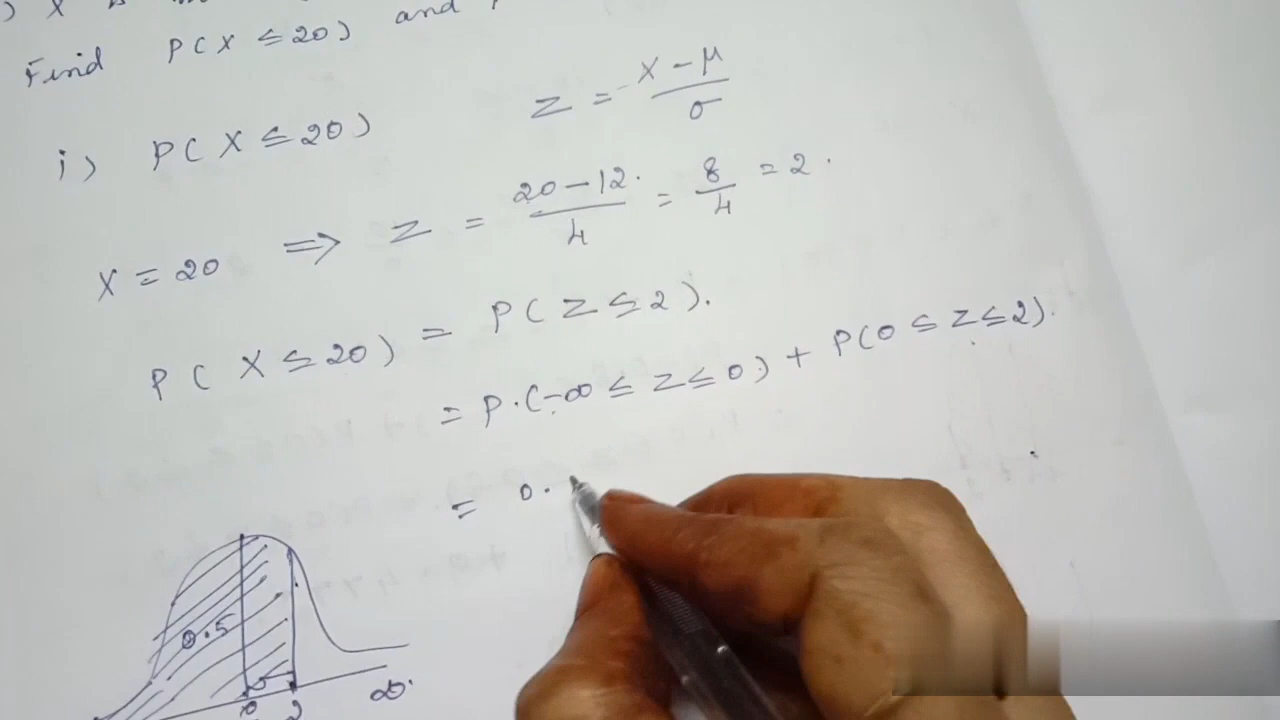 Find P(X ≤ 20) and
i) P(X ≤ 20) Z = X - μ / σ
X = 20 ⟹ Z = 20 - 12 / 4 = 8 / 4 = 2.
P(X ≤ 20) = P(Z ≤ 2).
= P.(-∞ ≤ Z ≤ 0) + P(0 ≤ Z ≤ 2).
= 0.
0.5
0 2 ∞.